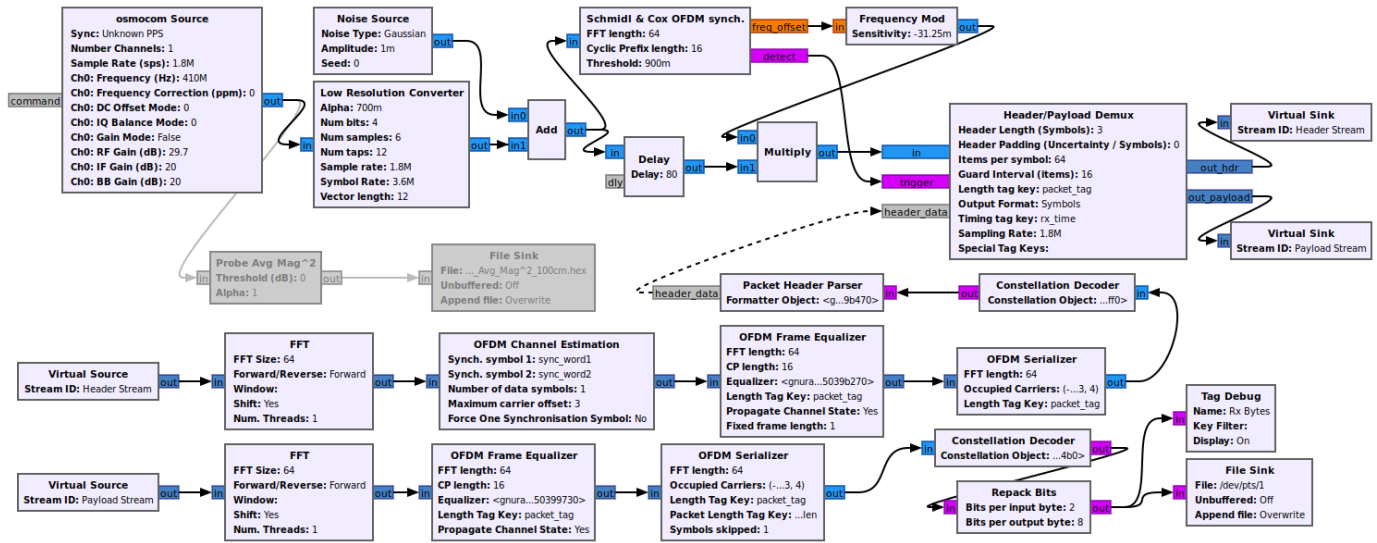 osmocom Source
Sync: Unknown PPS
Number Channels: 1
Sample Rate (sps): 1.8M
Ch0: Frequency (Hz): 410M
Ch0: Frequency Correction (ppm): 0
Ch0: DC Offset Mode: 0
Ch0: IQ Balance Mode: 0
Ch0: Gain Mode: False
Ch0: RF Gain (dB): 29.7
Ch0: IF Gain (dB): 20
Ch0: BB Gain (dB): 20
command
out
Noise Source
Noise Type: Gaussian
Amplitude: 1m
Seed: 0
out
Low Resolution Converter
Alpha: 700m
Num bits: 4
Num samples: 6
Num taps: 12
Sample rate: 1.8M
Symbol Rate: 3.6M
Vector length: 12
in
out
Add
in0
in1
out
Schmidl & Cox OFDM synch.
FFT length: 64
Cyclic Prefix length: 16
Threshold: 900m
in
freq_offset
detect
Frequency Mod
Sensitivity: -31.25m
in
out
Delay
Delay: 80
in
dly
out
Multiply
in0
in1
out
Header/Payload Demux
Header Length (Symbols): 3
Header Padding (Uncertainty / Symbols): 0
Items per symbol: 64
Guard Interval (items): 16
Length tag key: packet_tag
Output Format: Symbols
Timing tag key: rx_time
Sampling Rate: 1.8M
Special Tag Keys:
in
trigger
header_data
out_hdr
out_payload
Virtual Sink
Stream ID: Header Stream
in
Virtual Sink
Stream ID: Payload Stream
in
Probe Avg Mag^2
Threshold (dB): 0
Alpha: 1
in
out
File Sink
File: ..._Avg_Mag^2_100cm.hex
Unbuffered: Off
Append file: Overwrite
in
Packet Header Parser
Formatter Object: <g...9b470>
header_data
in
Constellation Decoder
Constellation Object: ...ff0>
out
in
Virtual Source
Stream ID: Header Stream
out
FFT
FFT Size: 64
Forward/Reverse: Forward
Window:
Shift: Yes
Num. Threads: 1
in
out
OFDM Channel Estimation
Synch. symbol 1: sync_word1
Synch. symbol 2: sync_word2
Number of data symbols: 1
Maximum carrier offset: 3
Force One Synchronisation Symbol: No
in
out
OFDM Frame Equalizer
FFT length: 64
CP length: 16
Equalizer: <gnura...5039b270>
Length Tag Key: packet_tag
Propagate Channel State: Yes
Fixed frame length: 1
in
out
OFDM Serializer
FFT length: 64
Occupied Carriers: (-...3, 4)
Length Tag Key: packet_tag
in
out
Virtual Source
Stream ID: Payload Stream
out
FFT
FFT Size: 64
Forward/Reverse: Forward
Window:
Shift: Yes
Num. Threads: 1
in
out
OFDM Frame Equalizer
FFT length: 64
CP length: 16
Equalizer: <gnura...50399730>
Length Tag Key: packet_tag
Propagate Channel State: Yes
in
out
OFDM Serializer
FFT length: 64
Occupied Carriers: (-...3, 4)
Length Tag Key: packet_tag
Packet Length Tag Key: ...len
Symbols skipped: 1
in
out
Constellation Decoder
Constellation Object: ...4b0>
in
out
Repack Bits
Bits per input byte: 2
Bits per output byte: 8
in
out
Tag Debug
Name: Rx Bytes
Key Filter:
Display: On
in
File Sink
File: /dev/pts/1
Unbuffered: Off
Append file: Overwrite
in